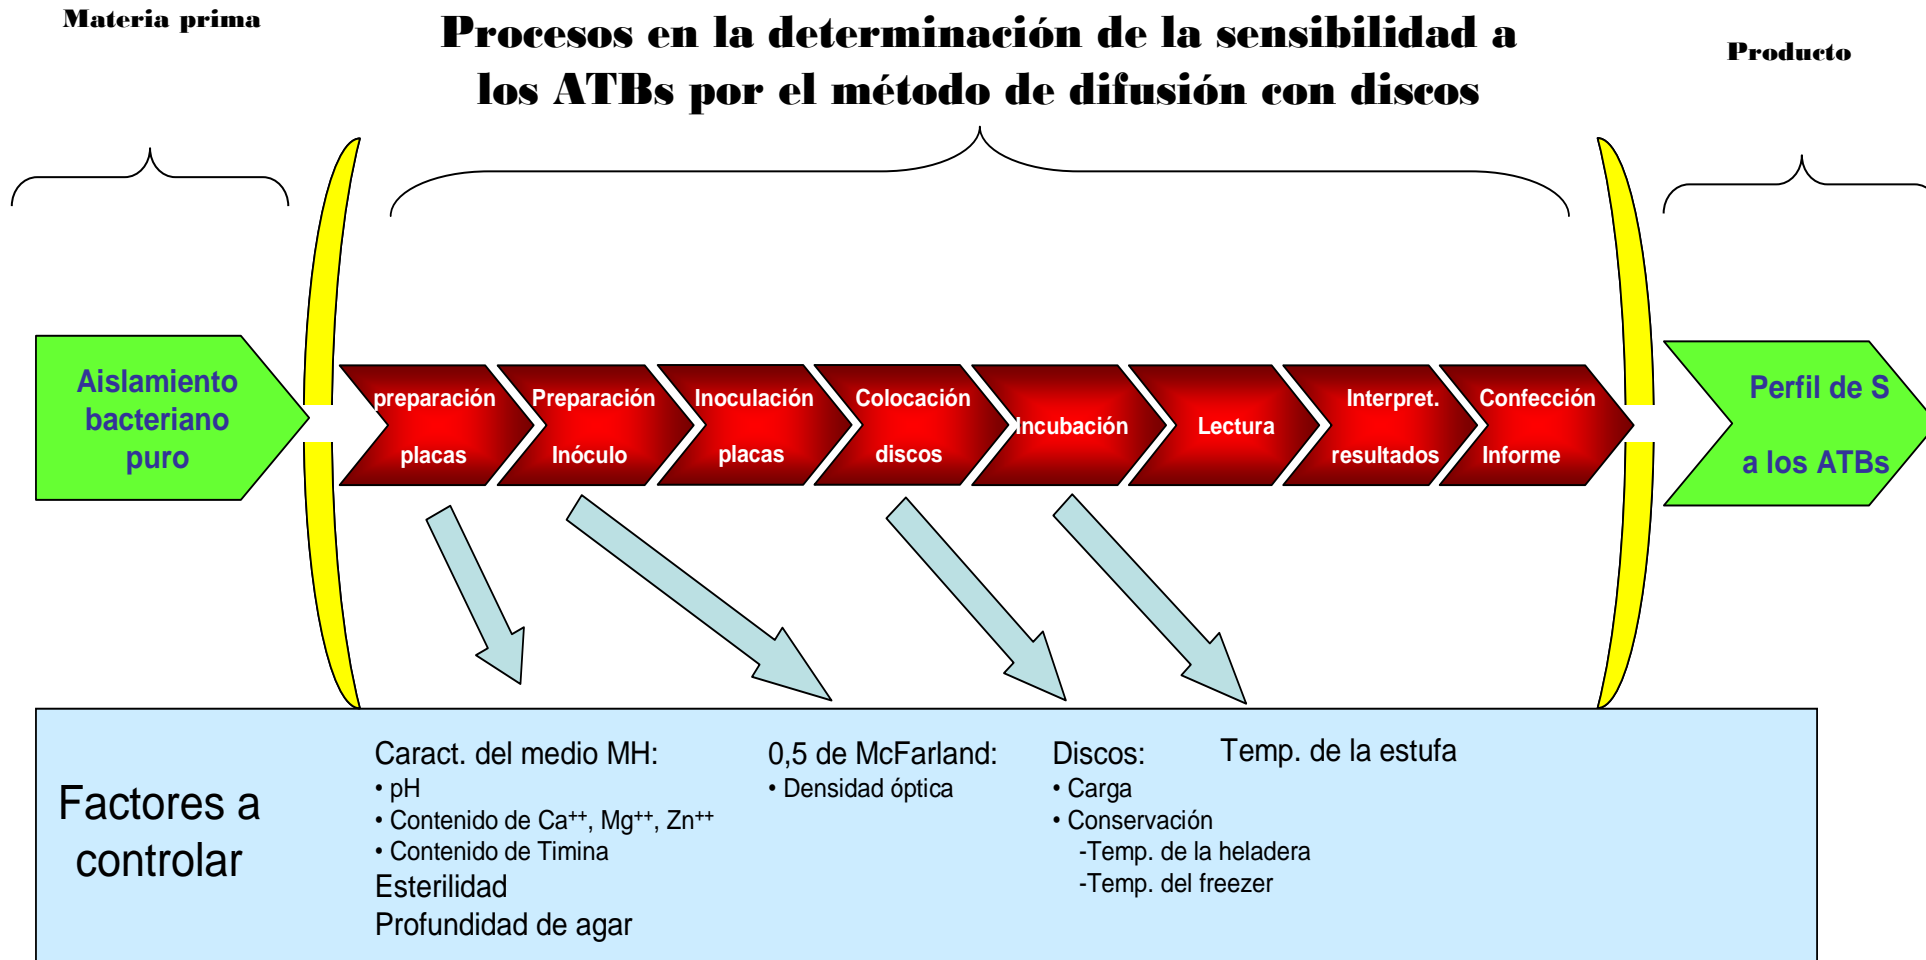 Materia prima
Procesos en la determinación de la sensibilidad a
los ATBs por el método de difusión con discos
Producto
Aislamiento
bacteriano
puro
preparación
placas
Preparación
Inóculo
Inoculación
placas
Colocación
discos
Incubación
Lectura
Interpret.
resultados
Confección
Informe
Perfil de S
a los ATBs
Factores a
controlar
Caract. del medio MH:
• pH
• Contenido de Ca⁺⁺, Mg⁺⁺, Zn⁺⁺
• Contenido de Timina
Esterilidad
Profundidad de agar
0,5 de McFarland:
• Densidad óptica
Discos:
• Carga
• Conservación
-Temp. de la heladera
-Temp. del freezer
Temp. de la estufa